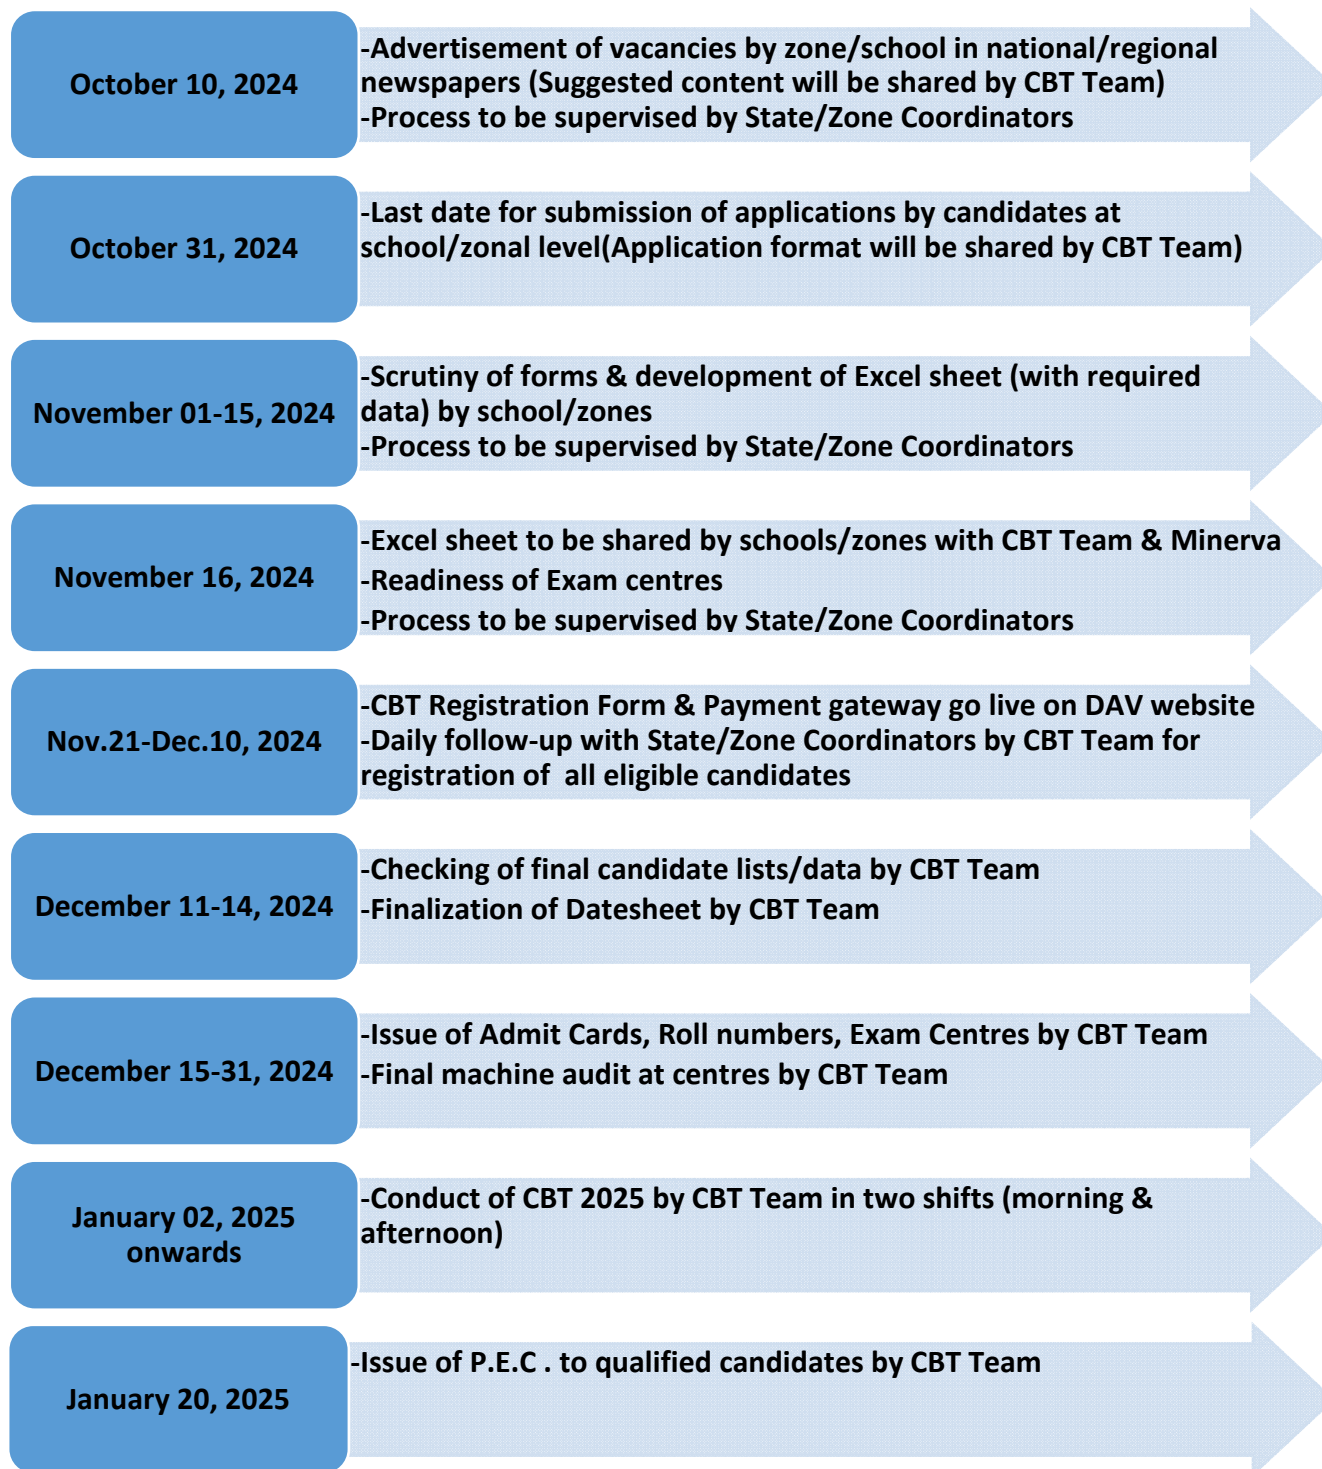 October 10, 2024
-Advertisement of vacancies by zone/school in national/regional
newspapers (Suggested content will be shared by CBT Team)
-Process to be supervised by State/Zone Coordinators
October 31, 2024
-Last date for submission of applications by candidates at
school/zonal level(Application format will be shared by CBT Team)
November 01-15, 2024
-Scrutiny of forms & development of Excel sheet (with required
data) by school/zones
-Process to be supervised by State/Zone Coordinators
November 16, 2024
-Excel sheet to be shared by schools/zones with CBT Team & Minerva
-Readiness of Exam centres
-Process to be supervised by State/Zone Coordinators
Nov.21-Dec.10, 2024
-CBT Registration Form & Payment gateway go live on DAV website
-Daily follow-up with State/Zone Coordinators by CBT Team for
registration of  all eligible candidates
December 11-14, 2024
-Checking of final candidate lists/data by CBT Team
-Finalization of Datesheet by CBT Team
December 15-31, 2024
-Issue of Admit Cards, Roll numbers, Exam Centres by CBT Team
-Final machine audit at centres by CBT Team
January 02, 2025
onwards
-Conduct of CBT 2025 by CBT Team in two shifts (morning &
afternoon)
January 20, 2025
-Issue of P.E.C . to qualified candidates by CBT Team